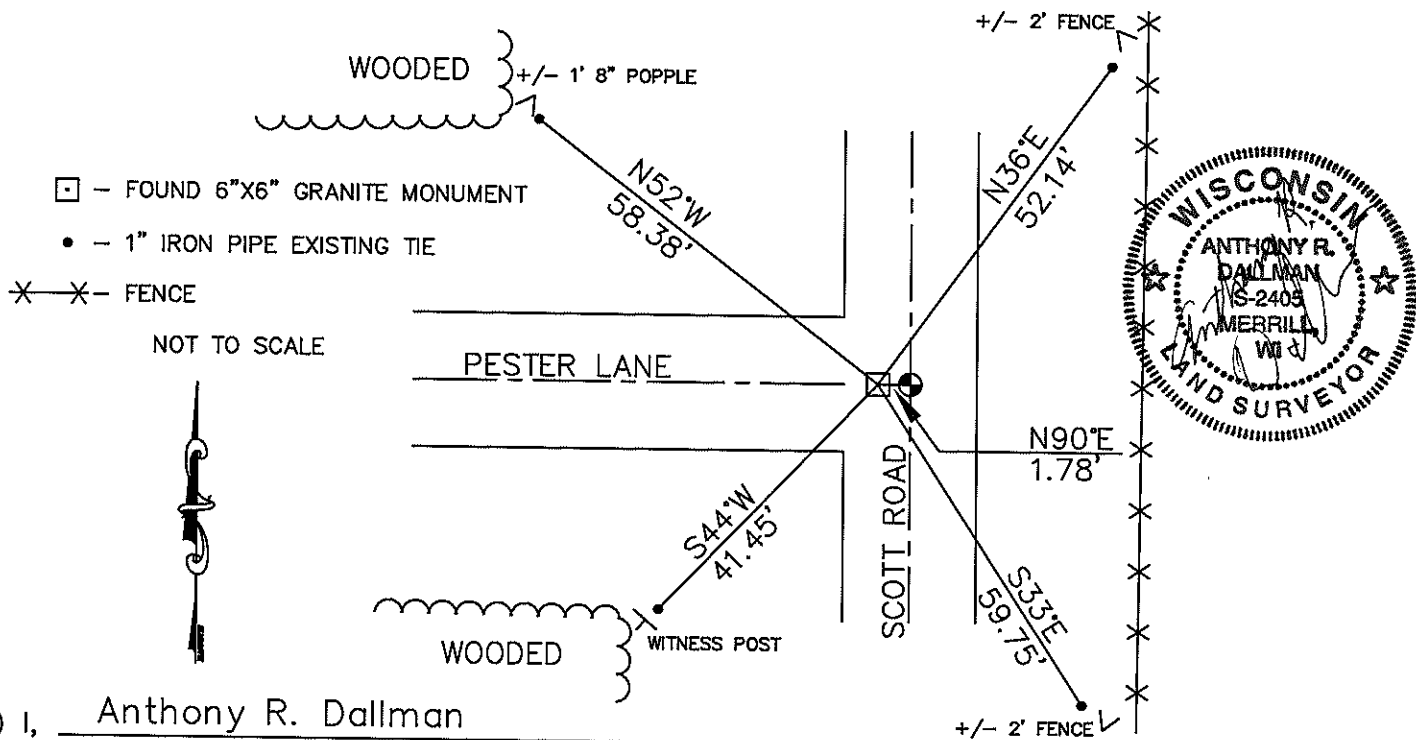 +/- 2' FENCE
WOODED
+/- 1' 8" POPPLE
N52°W
58.38'
N36°E
52.14'
⊡ – FOUND 6"X6" GRANITE MONUMENT
• – 1" IRON PIPE EXISTING TIE
– FENCE
NOT TO SCALE
WISCONSIN
ANTHONY R.
DALLMAN
S-2405
MERRILL,
WI
LAND SURVEYOR
PESTER LANE
N90°E
1.78'
SCOTT ROAD
S44°W
41.45'
S33°E
59.75'
WITNESS POST
WOODED
+/- 2' FENCE
) I, Anthony R. Dallman